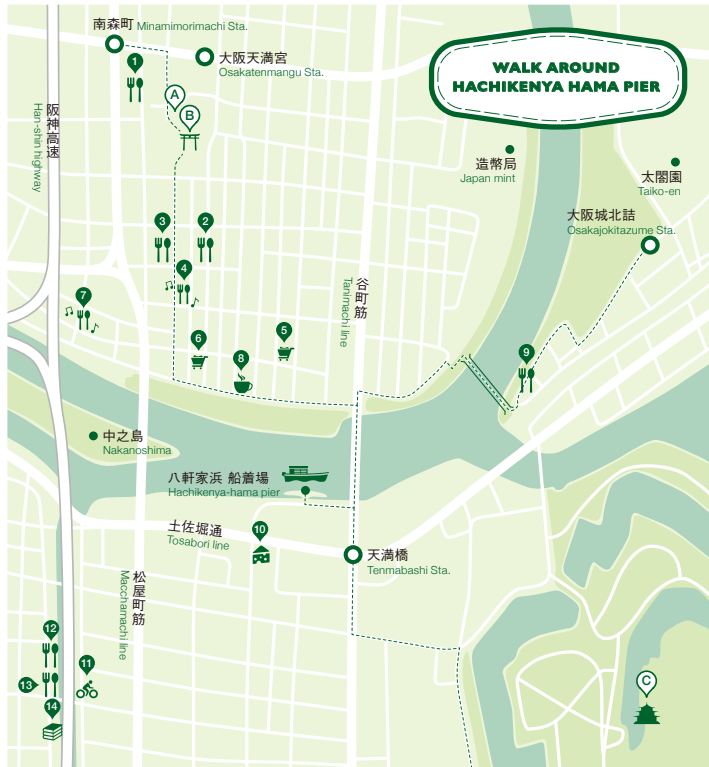 南森町 Minamimorimachi Sta.
大阪天満宮
Osakatenmangu Sta.
WALK AROUND
HACHIKENYA HAMA PIER
1
A
B
阪神高速
Han-shin highway
造幣局
Japan mint
太閤園
Taiko-en
大阪城北詰
Osakajokitazume Sta.
3
2
4
谷町筋
Tanimachi line
7
6
5
8
9
中之島
Nakanoshima
八軒家浜 船着場
Hachikenya-hama pier
土佐堀通
Tosabori line
10
天満橋
Tenmabashi Sta.
松屋町筋
Macchamachi line
12
11
13
14
C